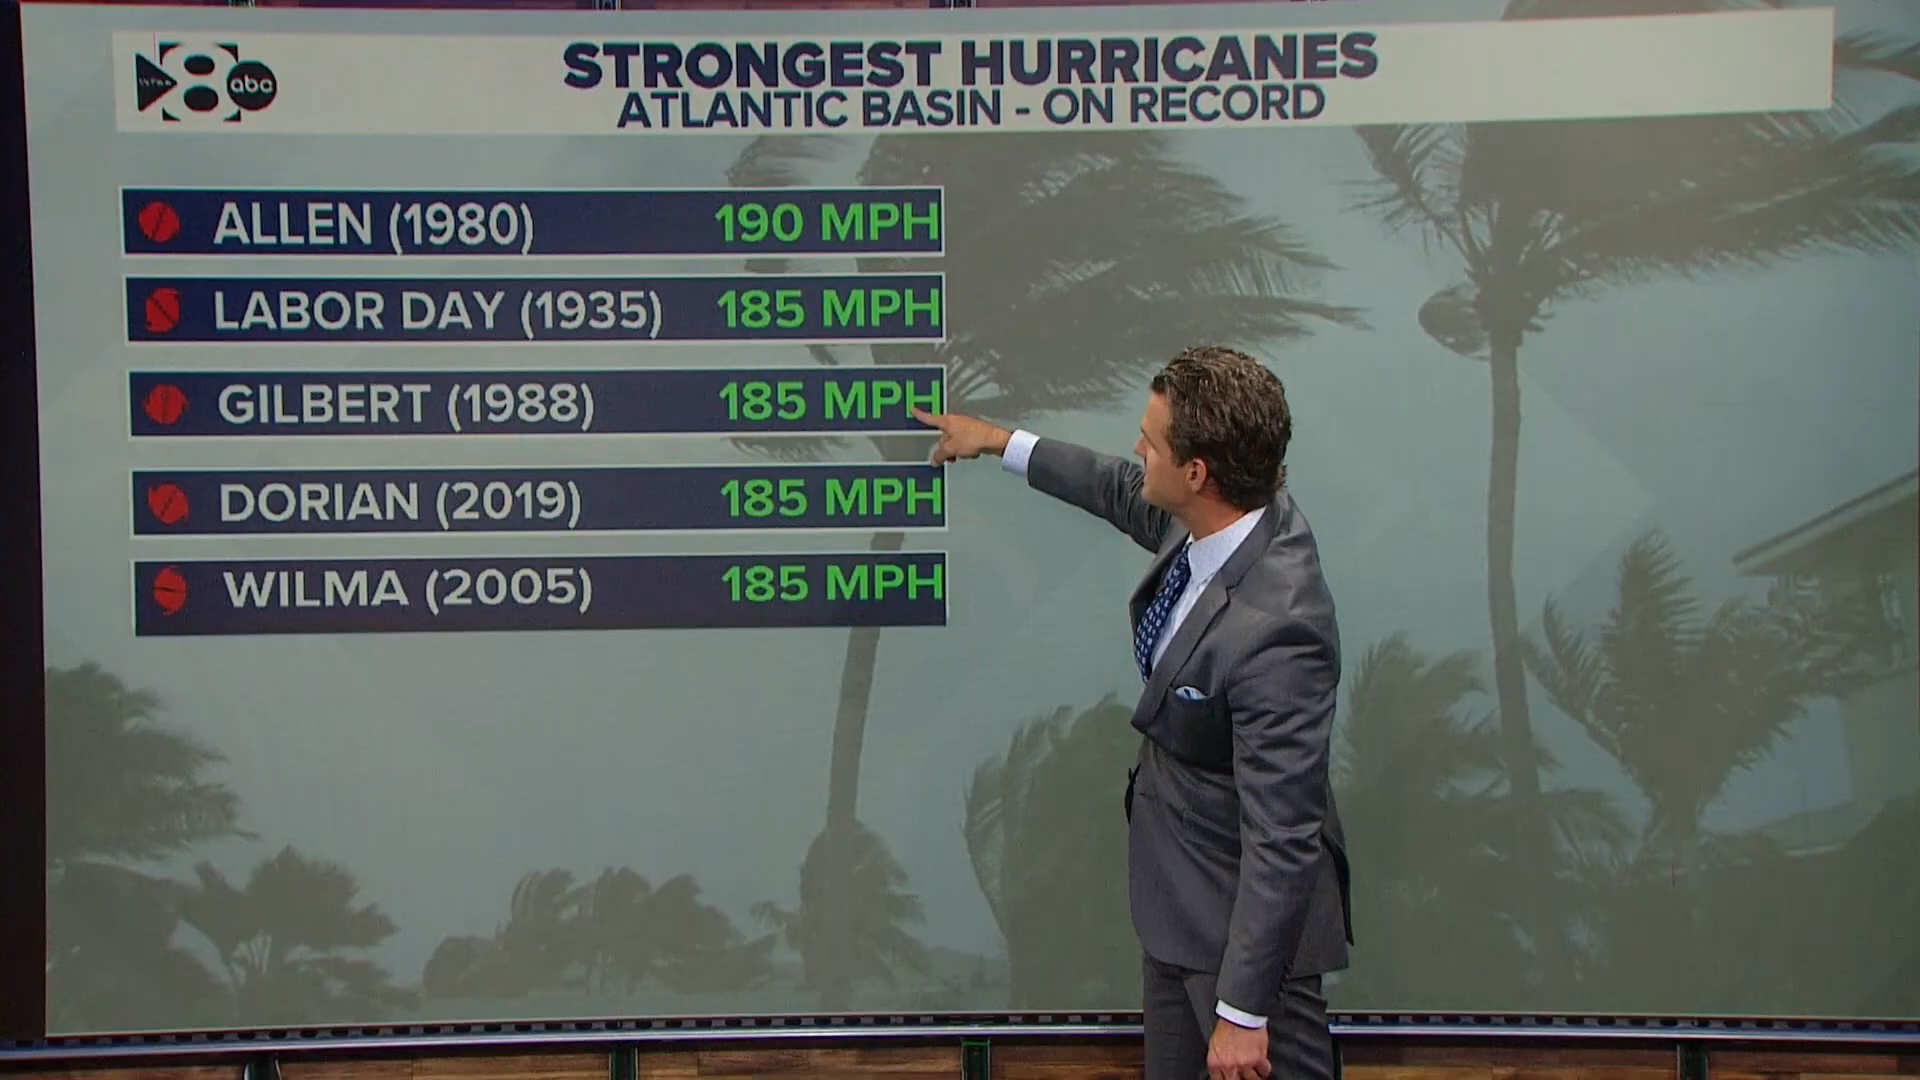 8 abc
STRONGEST HURRICANES
ATLANTIC BASIN - ON RECORD
ALLEN (1980) 190 MPH
LABOR DAY (1935) 185 MPH
GILBERT (1988) 185 MPH
DORIAN (2019) 185 MPH
WILMA (2005) 185 MPH